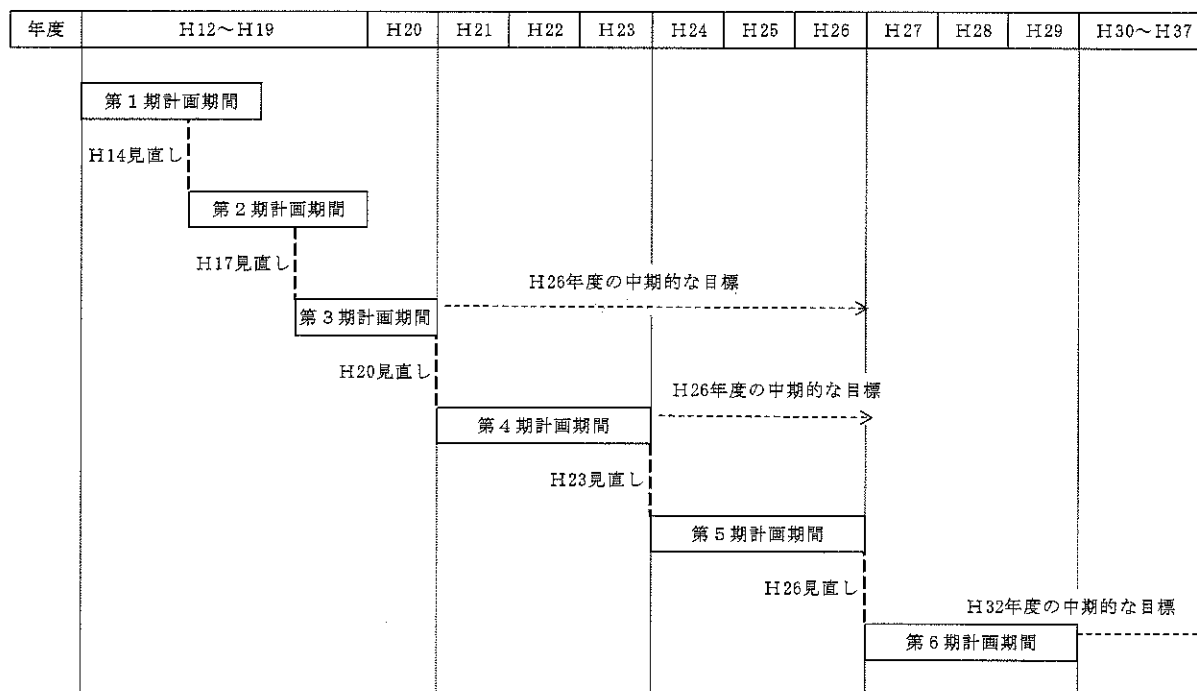 年度 H12~H19 H20 H21 H22 H23 H24 H25 H26 H27 H28 H29 H30~H37
第1期計画期間
H14見直し
第2期計画期間
H17見直し
H26年度の中期的な目標
第3期計画期間
H20見直し
H26年度の中期的な目標
第4期計画期間
H23見直し
第5期計画期間
H26見直し
H32年度の中期的な目標
第6期計画期間